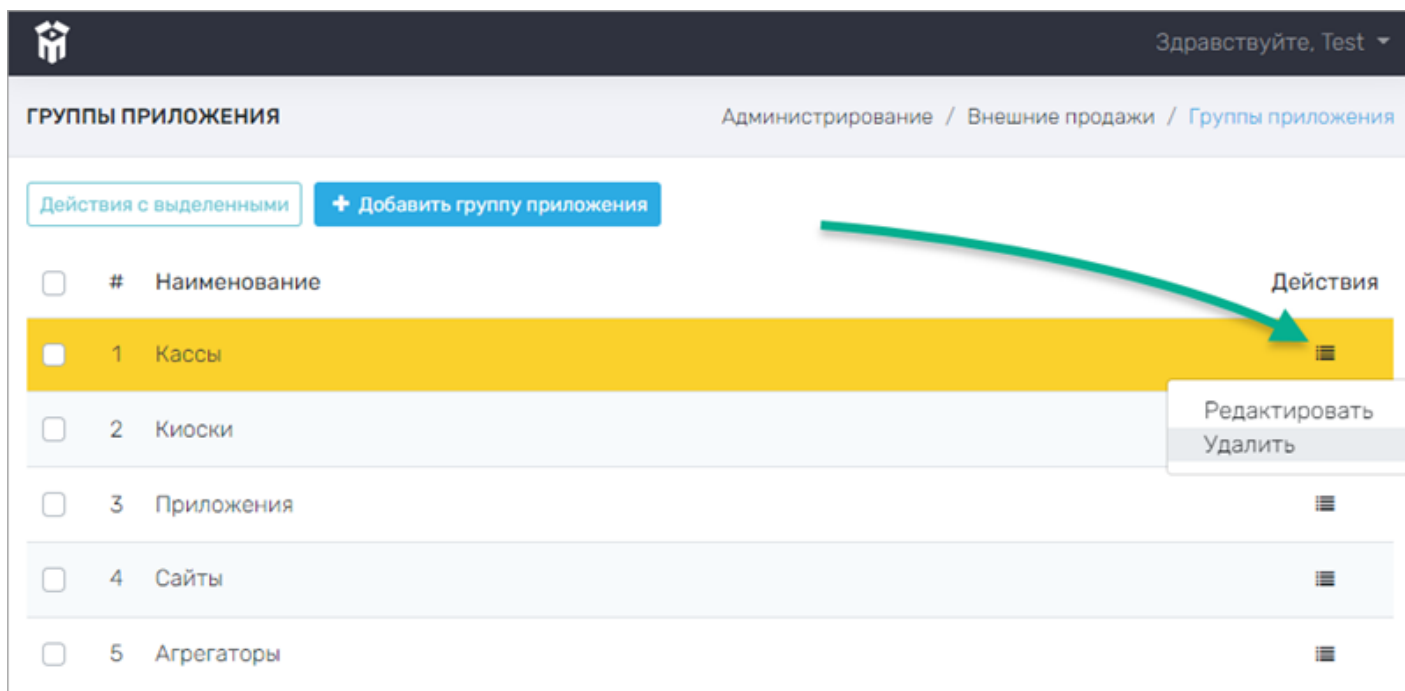 Здравствуйте, Test
ГРУППЫ ПРИЛОЖЕНИЯ
Администрирование / Внешние продажи / Группы приложения
Действия с выделенными + Добавить группу приложения
# Наименование Действия
1 Кассы
2 Киоски
Редактировать
Удалить
3 Приложения
4 Сайты
5 Агрегаторы